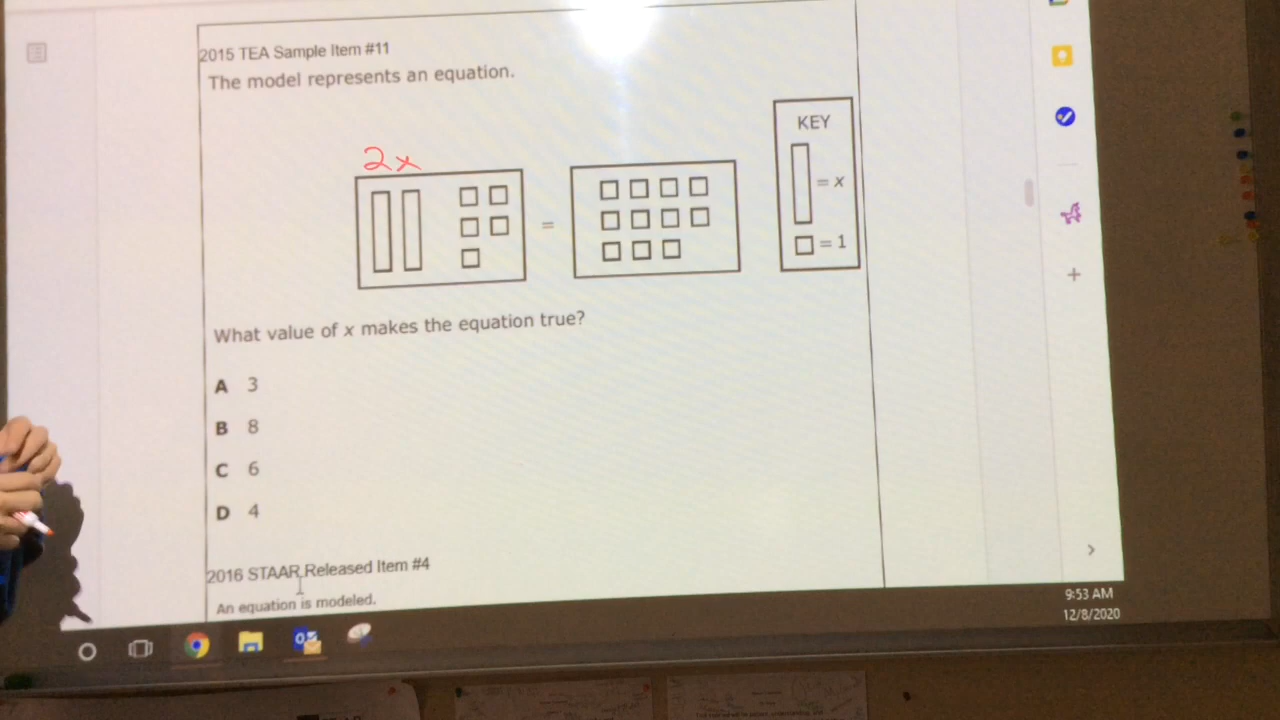 2015 TEA Sample Item #11
The model represents an equation.
2x
KEY
= x
=
= 1
What value of x makes the equation true?
A 3
B 8
C 6
D 4
2016 STAAR Released Item #4
An equation is modeled.
9:53 AM
12/8/2020